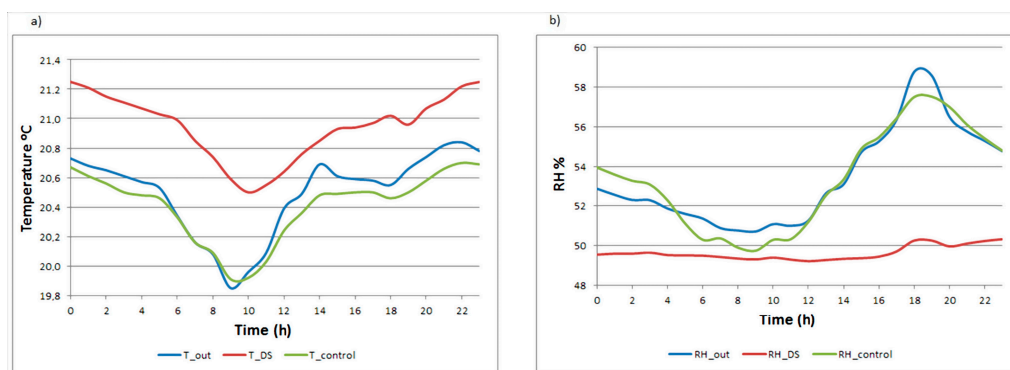 a)
21,4
21,2
21,0
20,8
20,6
20,4
20,2
20,0
19,8
Temperature ºC
0 2 4 6 8 10 12 14 16 18 20 22
Time (h)
T_out T_DS T_control
b)
60
58
56
54
52
50
48
RH %
0 2 4 6 8 10 12 14 16 18 20 22
Time (h)
RH_out RH_DS RH_control